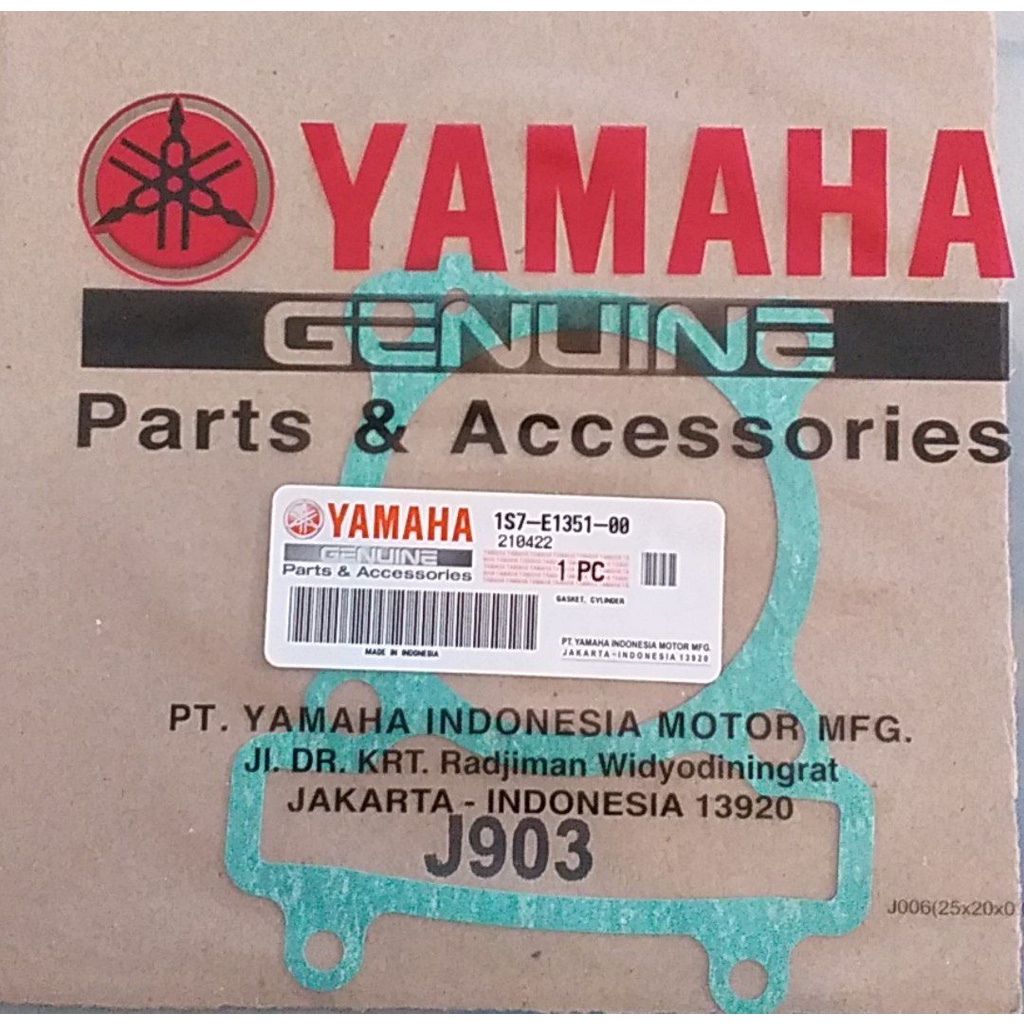 YAMAHA
GENUINE
Parts & Accessories
YAMAHA
GENUINE
Parts & Accessories
1S7-E1351-00
210422
1 PC
GASKET, CYLINDER
MADE IN INDONESIA
PT. YAMAHA INDONESIA MOTOR MFG.
JAKARTA - INDONESIA 13920
PT. YAMAHA INDONESIA MOTOR MFG.
Jl. DR. KRT. Radjiman Widyodiningrat
JAKARTA - INDONESIA 13920
J903
J006(25x20x0